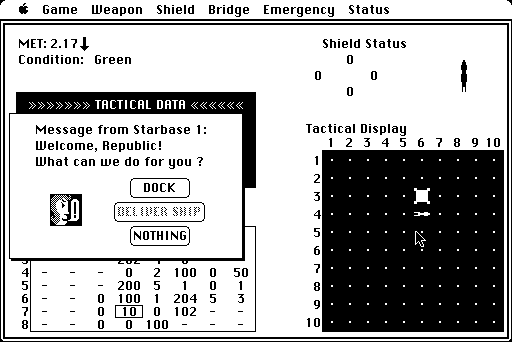 Game Weapon Shield Bridge Emergency Status
MET: 2.17
Condition: Green
Shield Status
0
0 0
0
»»»»»»» TACTICAL DATA «««««««
Message from Starbase 1:
Welcome, Republic!
What can we do for you ?
DOCK
DELIVER SHIP
NOTHING
4 - - - 0 2 100 0 50
5 - - - 200 5 1 0 1
6 - - 0 100 1 204 5 3
7 - - 0 10 0 102 - -
8 - - 0 0 100 - - -
Tactical Display
1 2 3 4 5 6 7 8 9 10
1
2
3
4
5
6
7
8
9
10